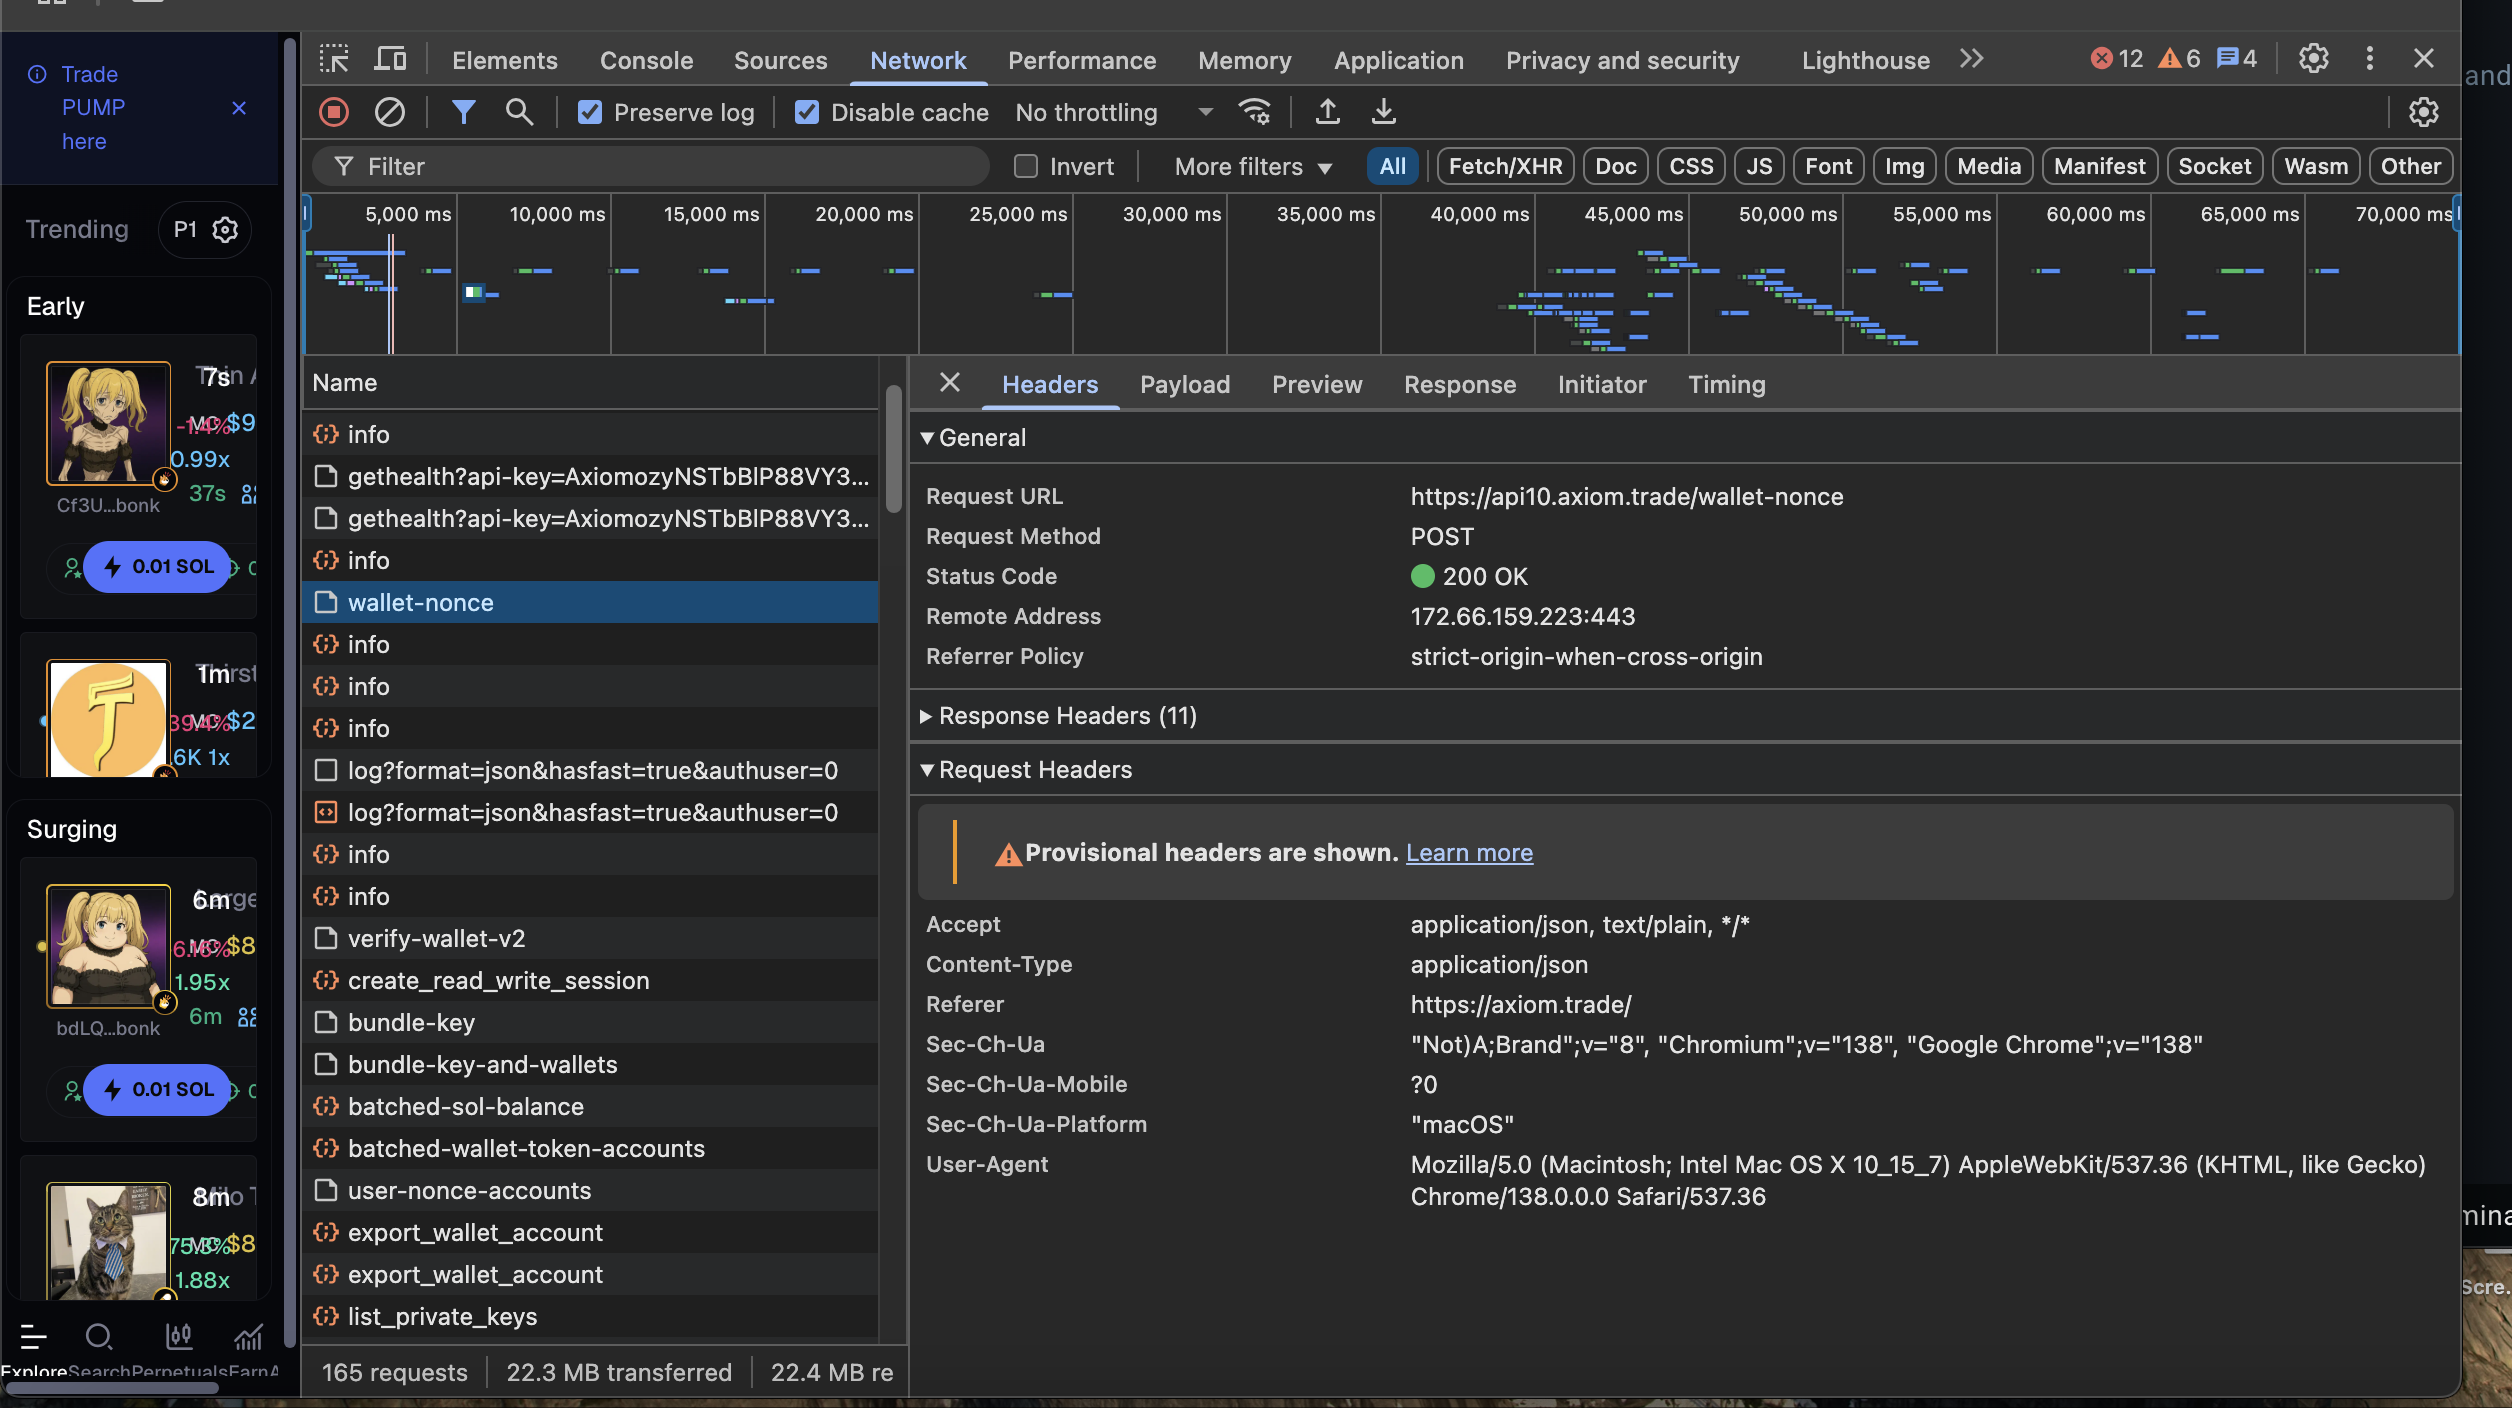 Elements Console Sources Network Performance Memory Application Privacy and security Lighthouse 12 6 4
Preserve log Disable cache No throttling
Filter Invert More filters All Fetch/XHR Doc CSS JS Font Img Media Manifest Socket Wasm Other
5,000 ms 10,000 ms 15,000 ms 20,000 ms 25,000 ms 30,000 ms 35,000 ms 40,000 ms 45,000 ms 50,000 ms 55,000 ms 60,000 ms 65,000 ms 70,000 ms
and
Trade
PUMP
here
Trending P1
Early
7s
MC
-1.4%
$9
0.99x
37s
Cf3U...bonk
0.01 SOL
1m
MC
39.4%
$2
.6K 1x
Surging
6m
MC
6.16%
$8
1.95x
6m
bdLQ...bonk
0.01 SOL
8m
MC
$8
1.88x
Explore Search Perpetuals Earn
Name
info
gethealth?api-key=AxiomozyNSTbBlP88VY3...
gethealth?api-key=AxiomozyNSTbBlP88VY3...
info
wallet-nonce
info
info
info
log?format=json&hasfast=true&authuser=0
log?format=json&hasfast=true&authuser=0
info
info
verify-wallet-v2
create_read_write_session
bundle-key
bundle-key-and-wallets
batched-sol-balance
batched-wallet-token-accounts
user-nonce-accounts
export_wallet_account
export_wallet_account
list_private_keys
165 requests 22.3 MB transferred 22.4 MB re
Headers Payload Preview Response Initiator Timing
General
Request URL https://api10.axiom.trade/wallet-nonce
Request Method POST
Status Code 200 OK
Remote Address 172.66.159.223:443
Referrer Policy strict-origin-when-cross-origin
Response Headers (11)
Request Headers
Provisional headers are shown. Learn more
Accept application/json, text/plain, */*
Content-Type application/json
Referer https://axiom.trade/
Sec-Ch-Ua "Not)A;Brand";v="8", "Chromium";v="138", "Google Chrome";v="138"
Sec-Ch-Ua-Mobile ?0
Sec-Ch-Ua-Platform "macOS"
User-Agent Mozilla/5.0 (Macintosh; Intel Mac OS X 10_15_7) AppleWebKit/537.36 (KHTML, like Gecko)
Chrome/138.0.0.0 Safari/537.36
mina
Scre.